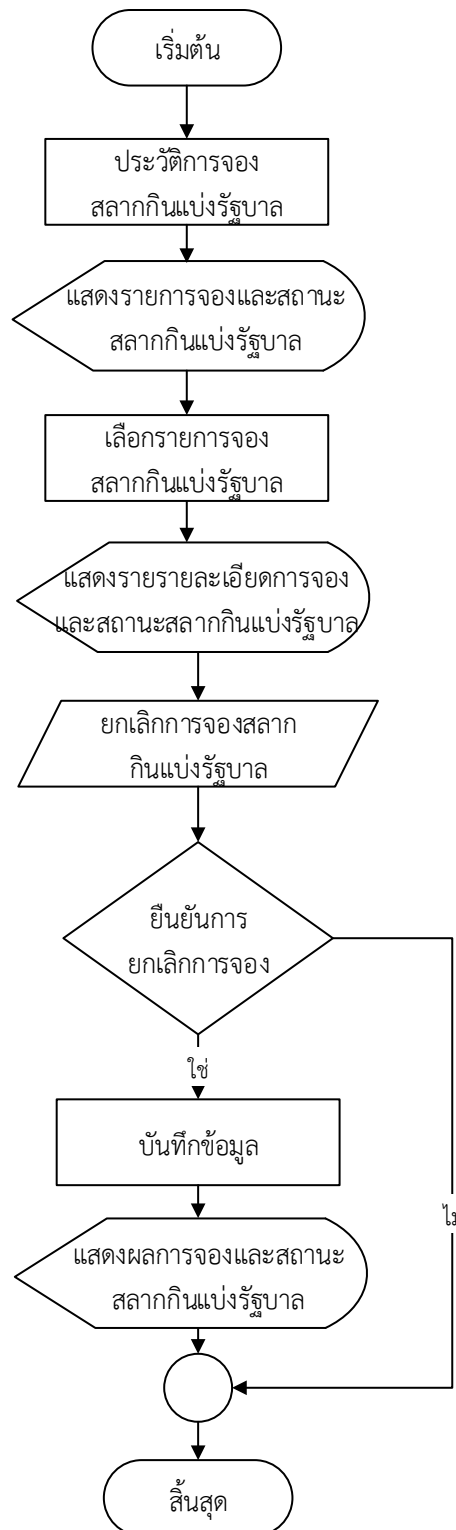 เริ่มต้น
ประวัติการจอง
สลากกินแบ่งรัฐบาล
แสดงรายการจองและสถานะ
สลากกินแบ่งรัฐบาล
เลือกรายการจอง
สลากกินแบ่งรัฐบาล
แสดงรายรายละเอียดการจอง
และสถานะสลากกินแบ่งรัฐบาล
ยกเลิกการจองสลาก
กินแบ่งรัฐบาล
ยืนยันการ
ยกเลิกการจอง
ใช่
บันทึกข้อมูล
แสดงผลการจองและสถานะ
สลากกินแบ่งรัฐบาล
สิ้นสุด